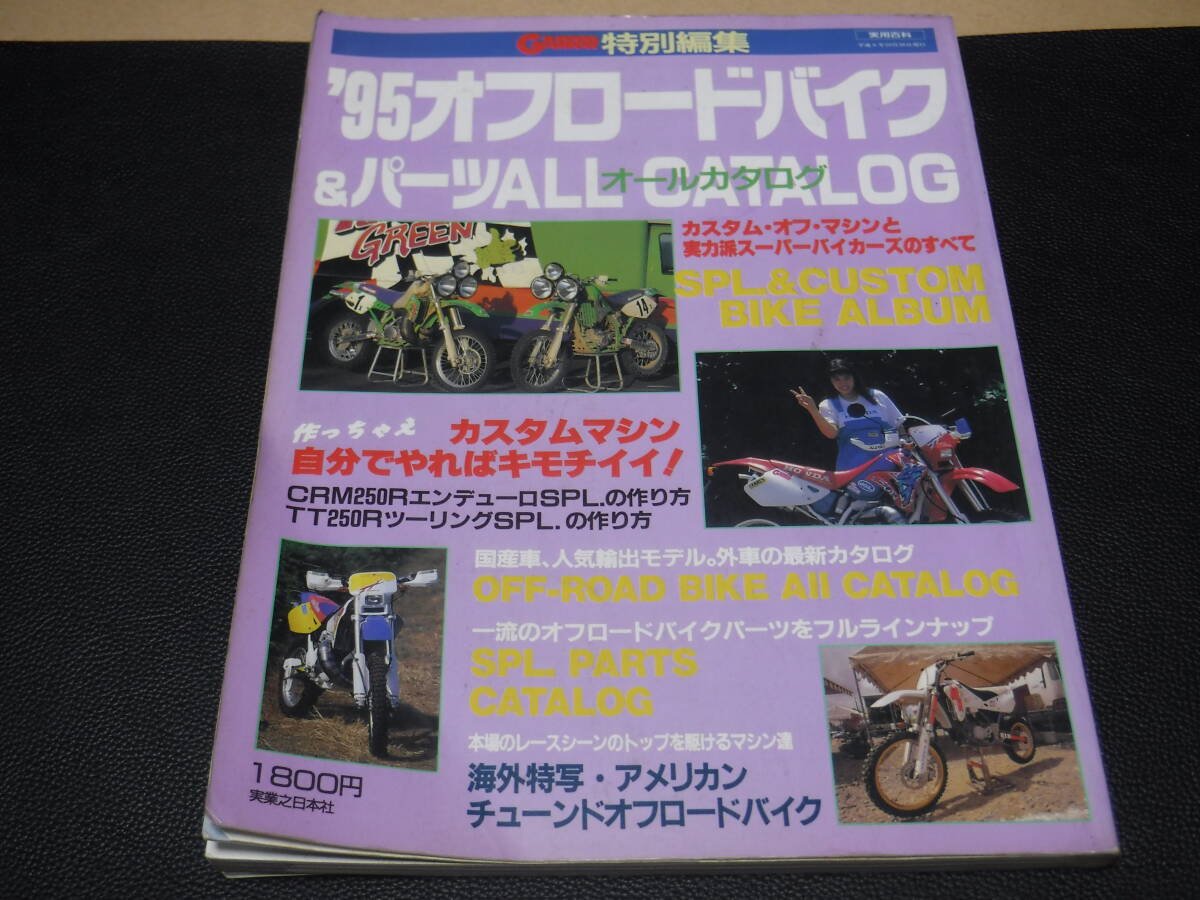 GARRRR 特別編集
実用百科
'95オフロードバイク
&パーツALL CATALOG
オールカタログ
カスタム・オフ・マシンと
実力派スーパーバイカーズのすべて
SPL.&CUSTOM
BIKE ALBUM
GREEN
1
14
作っちゃえ カスタムマシン
自分でやればキモチイイ!
CRM250RエンデューロSPL.の作り方
TT250RツーリングSPL.の作り方
HONDA
国産車、人気輸出モデル。外車の最新カタログ
OFF-ROAD BIKE All CATALOG
一流のオフロードバイクパーツをフルラインナップ
SPL. PARTS
CATALOG
本場のレースシーンのトップを駆けるマシン達
海外特写・アメリカン
チューンドオフロードバイク
1800円
実業之日本社